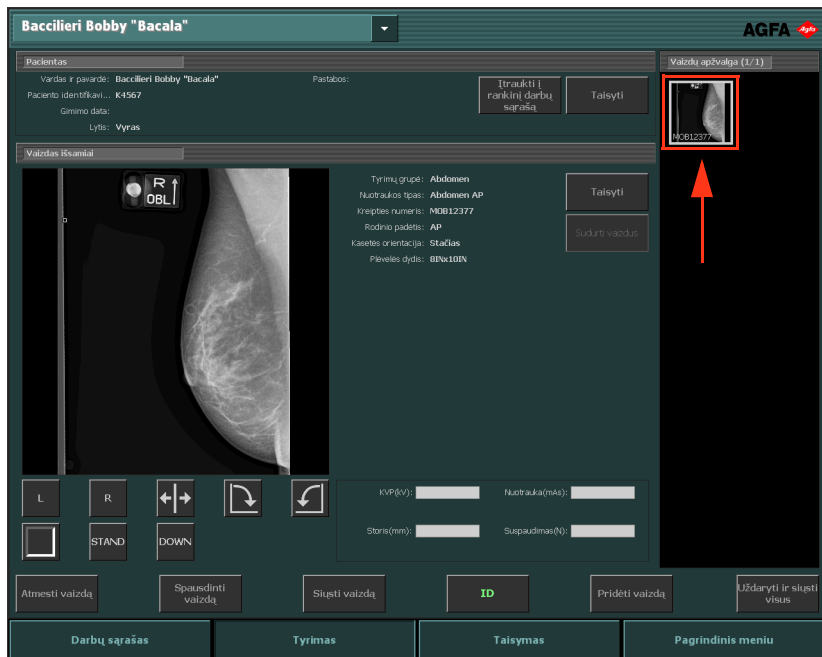 Baccilieri Bobby "Bacala"
AGFA
Agfa
Pacientas
Vardas ir pavardė: Baccilieri Bobby "Bacala"
Paciento identifikavi... K4567
Gimimo data:
Lytis: Vyras
Pastabos:
Įtraukti į
rankinį darbų
sąrašą
Taisyti
Vaizdų apžvalga (1/1)
MOB12377
Vaizdas išsamiai
R
OBL
Tyrimų grupė: Abdomen
Nuotraukos tipas: Abdomen AP
Kreipties numeris: MOB12377
Rodinio padėtis: AP
Kasetės orientacija: Stačias
Plėvelės dydis: 8INx10IN
Taisyti
Sudurti vaizdus
L
R
STAND
DOWN
KVP(kV):
Nuotrauka(mAs):
Storis(mm):
Suspaudimas(N):
Atmesti vaizdą
Spausdinti
vaizdą
Siųsti vaizdą
ID
Pridėti vaizdą
Uždaryti ir siųsti
visus
Darbų sąrašas
Tyrimas
Taisymas
Pagrindinis meniu